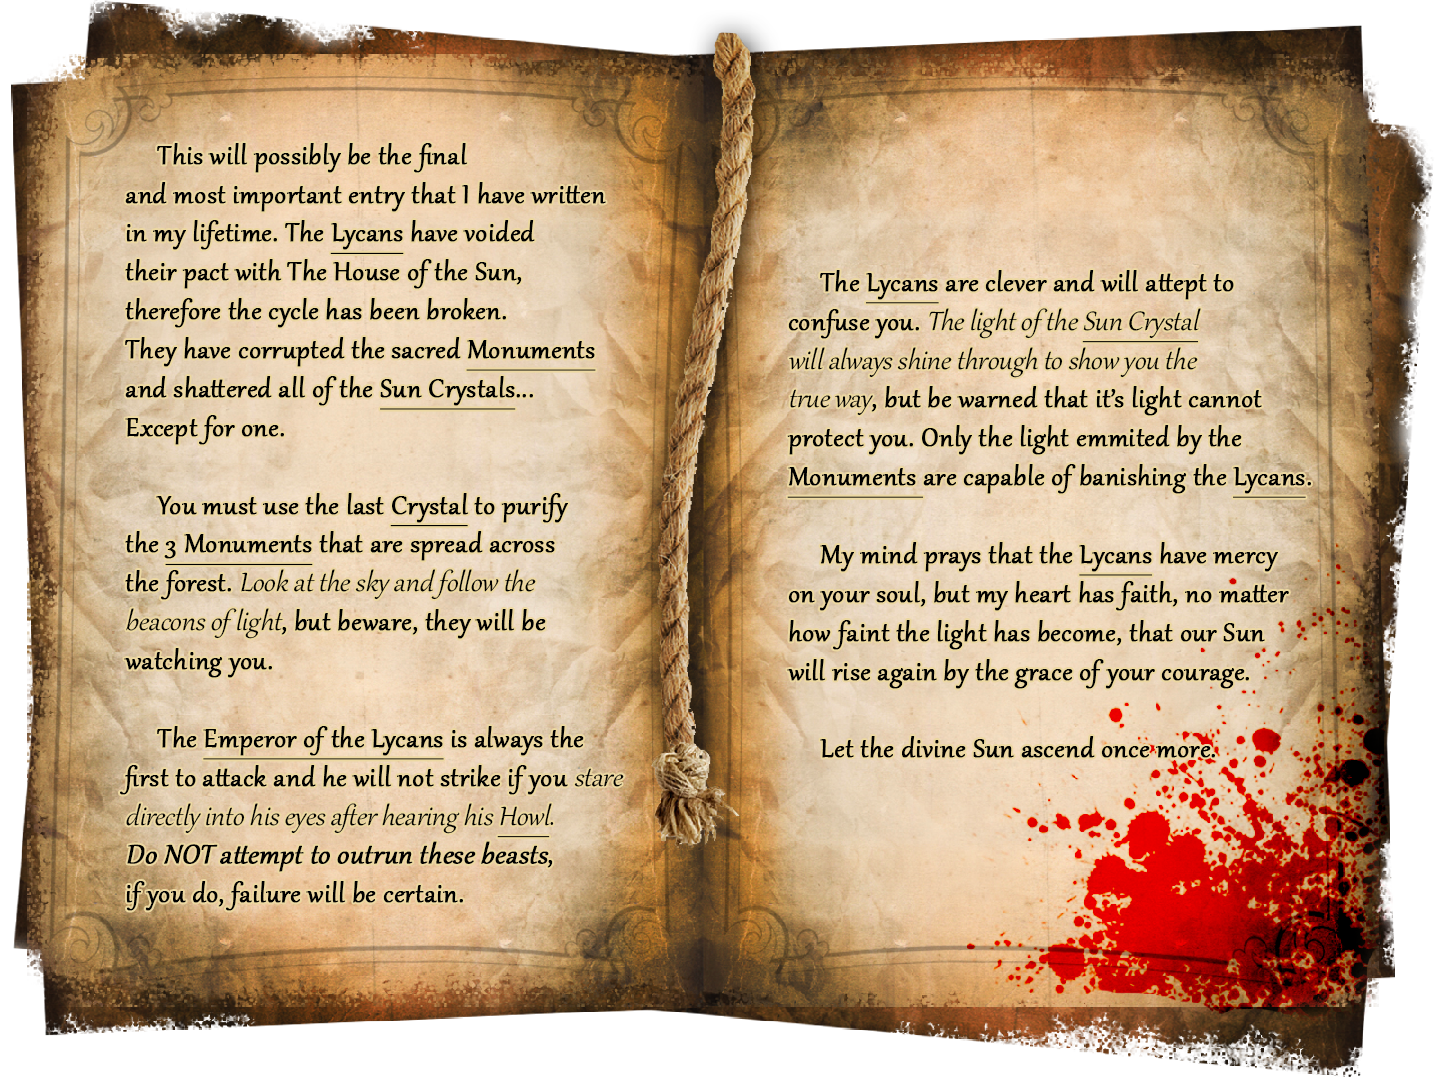 This will possibly be the final
and most important entry that I have written
in my lifetime. The Lycans have voided
their pact with The House of the Sun,
therefore the cycle has been broken.
They have corrupted the sacred Monuments
and shattered all of the Sun Crystals...
Except for one.
You must use the last Crystal to purify
the 3 Monuments that are spread across
the forest. Look at the sky and follow the
beacons of light, but beware, they will be
watching you.
The Emperor of the Lycans is always the
first to attack and he will not strike if you stare
directly into his eyes after hearing his Howl.
Do NOT attempt to outrun these beasts,
if you do, failure will be certain.
The Lycans are clever and will attept to
confuse you. The light of the Sun Crystal
will always shine through to show you the
true way, but be warned that it's light cannot
protect you. Only the light emmited by the
Monuments are capable of banishing the Lycans.
My mind prays that the Lycans have mercy
on your soul, but my heart has faith, no matter
how faint the light has become, that our Sun
will rise again by the grace of your courage.
Let the divine Sun ascend once more.